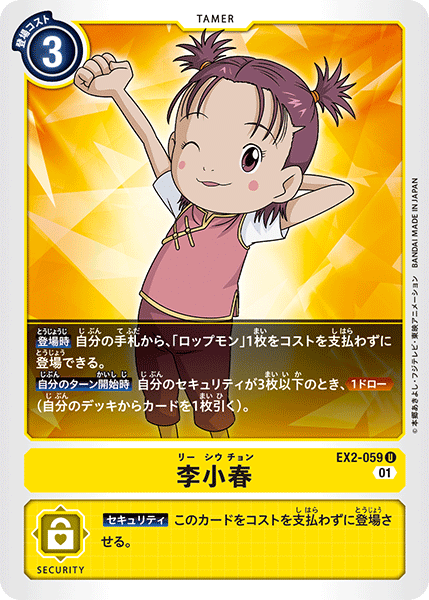 TAMER
登場コスト
3
登場時 自分の手札から、「ロップモン」1枚をコストを支払わずに
登場できる。
自分のターン開始時 自分のセキュリティが3枚以下のとき、1ドロー
(自分のデッキからカードを1枚引く)。
© 本郷あきよし・フジテレビ・東映アニメーション BANDAI MADE IN JAPAN
リー シウ チョン
李小春
EX2-059 U
01
セキュリティ このカードをコストを支払わずに登場さ
せる。
SECURITY